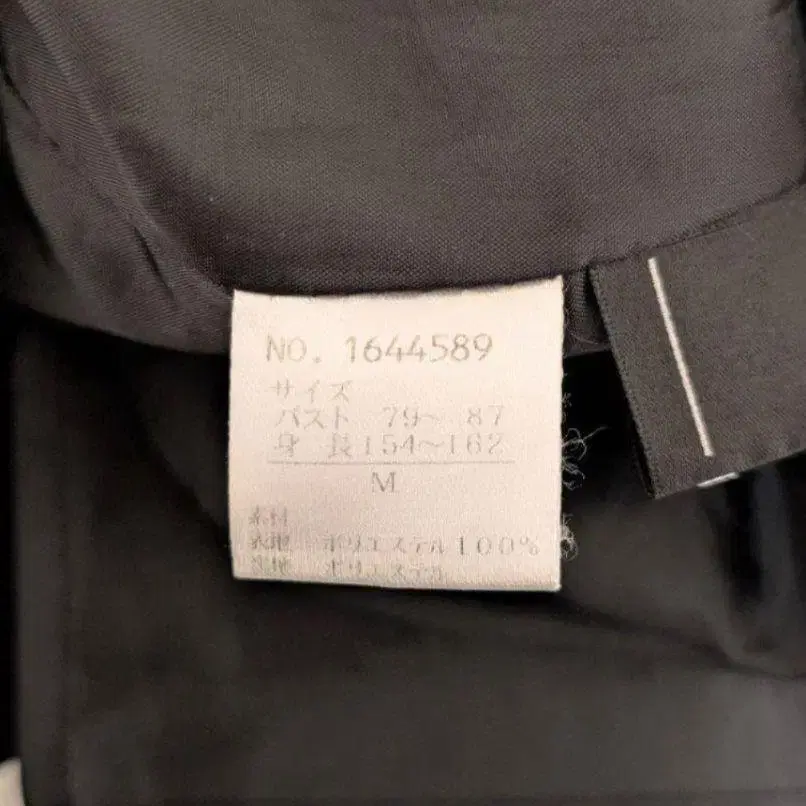 NO. 1644589
サイズ
バスト 79～ 87
身 長154～162
M
素材
表地 ポリエステル100%
裏地 ポリエステル